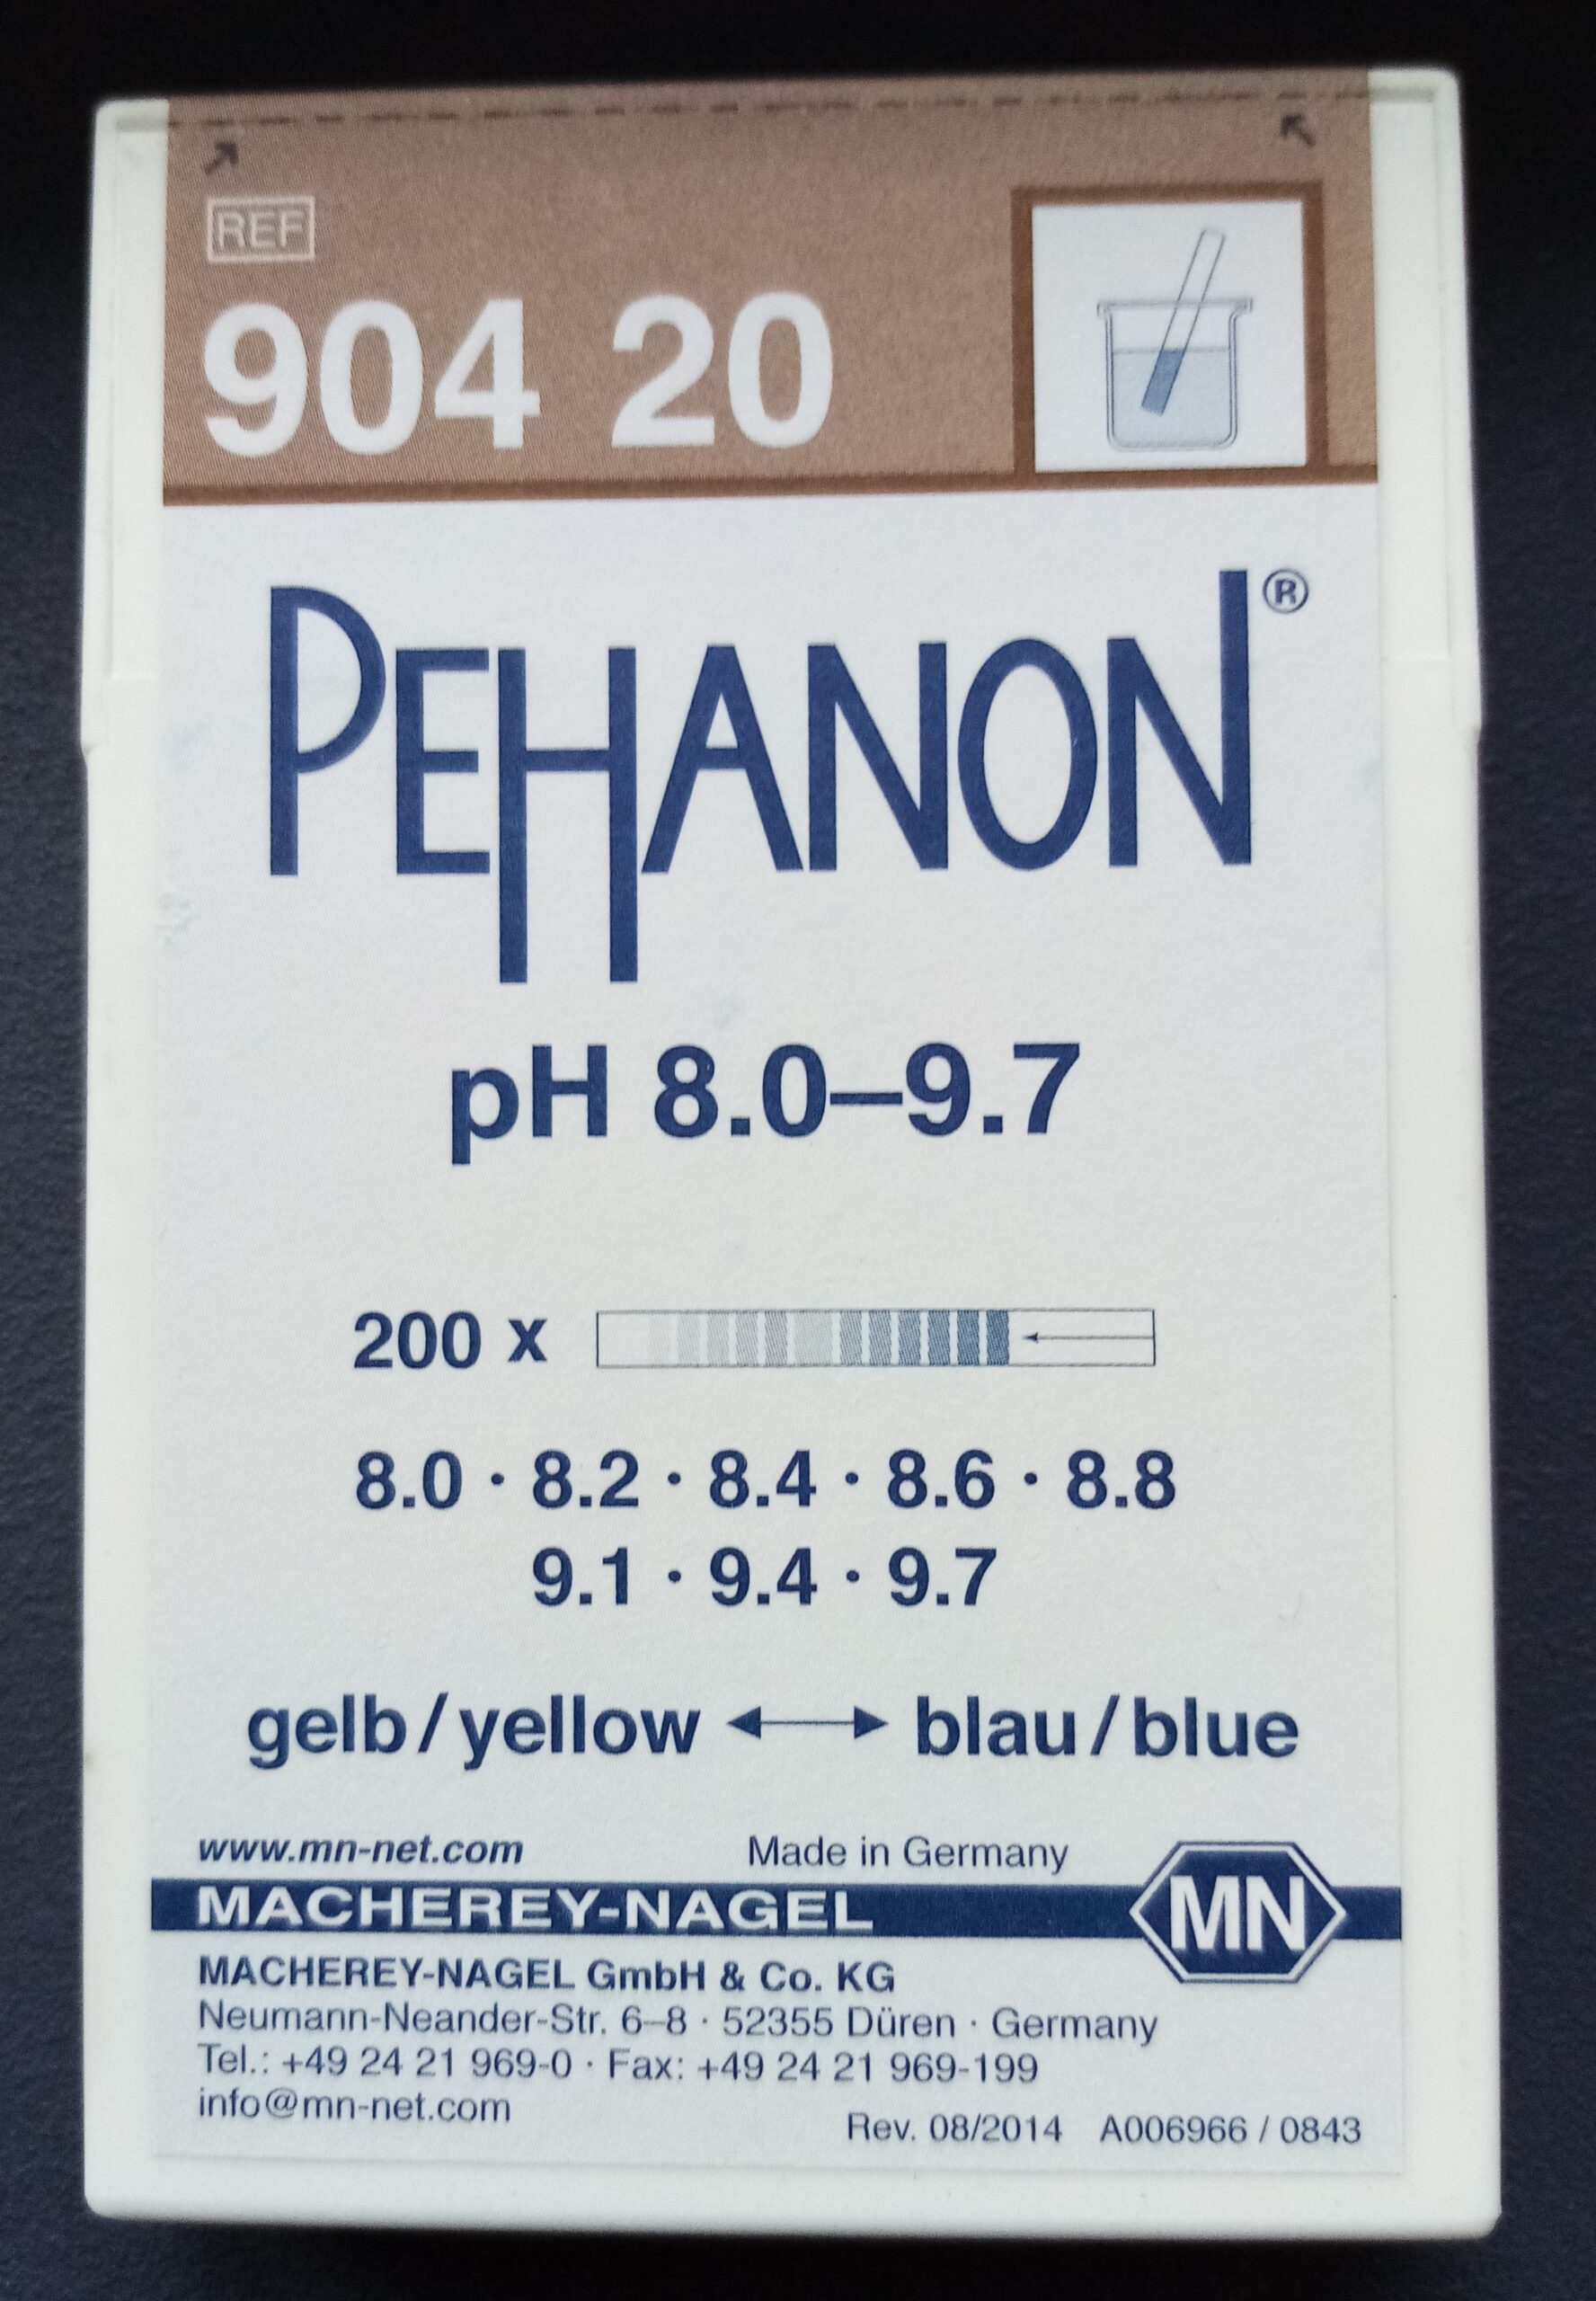 REF
904 20
PEHANON®
pH 8.0–9.7
200 x
8.0 · 8.2 · 8.4 · 8.6 · 8.8
9.1 · 9.4 · 9.7
gelb / yellow ↔ blau / blue
www.mn-net.com Made in Germany
MACHEREY-NAGEL MN
MACHEREY-NAGEL GmbH & Co. KG
Neumann-Neander-Str. 6–8 · 52355 Düren · Germany
Tel.: +49 24 21 969-0 · Fax: +49 24 21 969-199
info@mn-net.com
Rev. 08/2014 A006966 / 0843